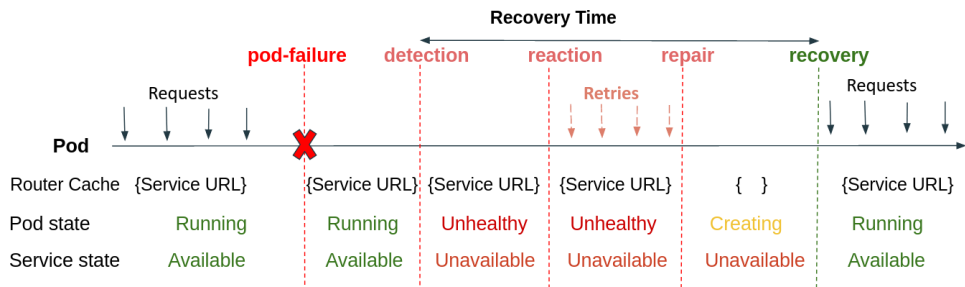 Recovery Time
pod-failure detection reaction repair recovery
Requests Retries Requests
Pod
Router Cache {Service URL} {Service URL} {Service URL} {Service URL} { } {Service URL}
Pod state Running Running Unhealthy Unhealthy Creating Running
Service state Available Available Unavailable Unavailable Unavailable Available